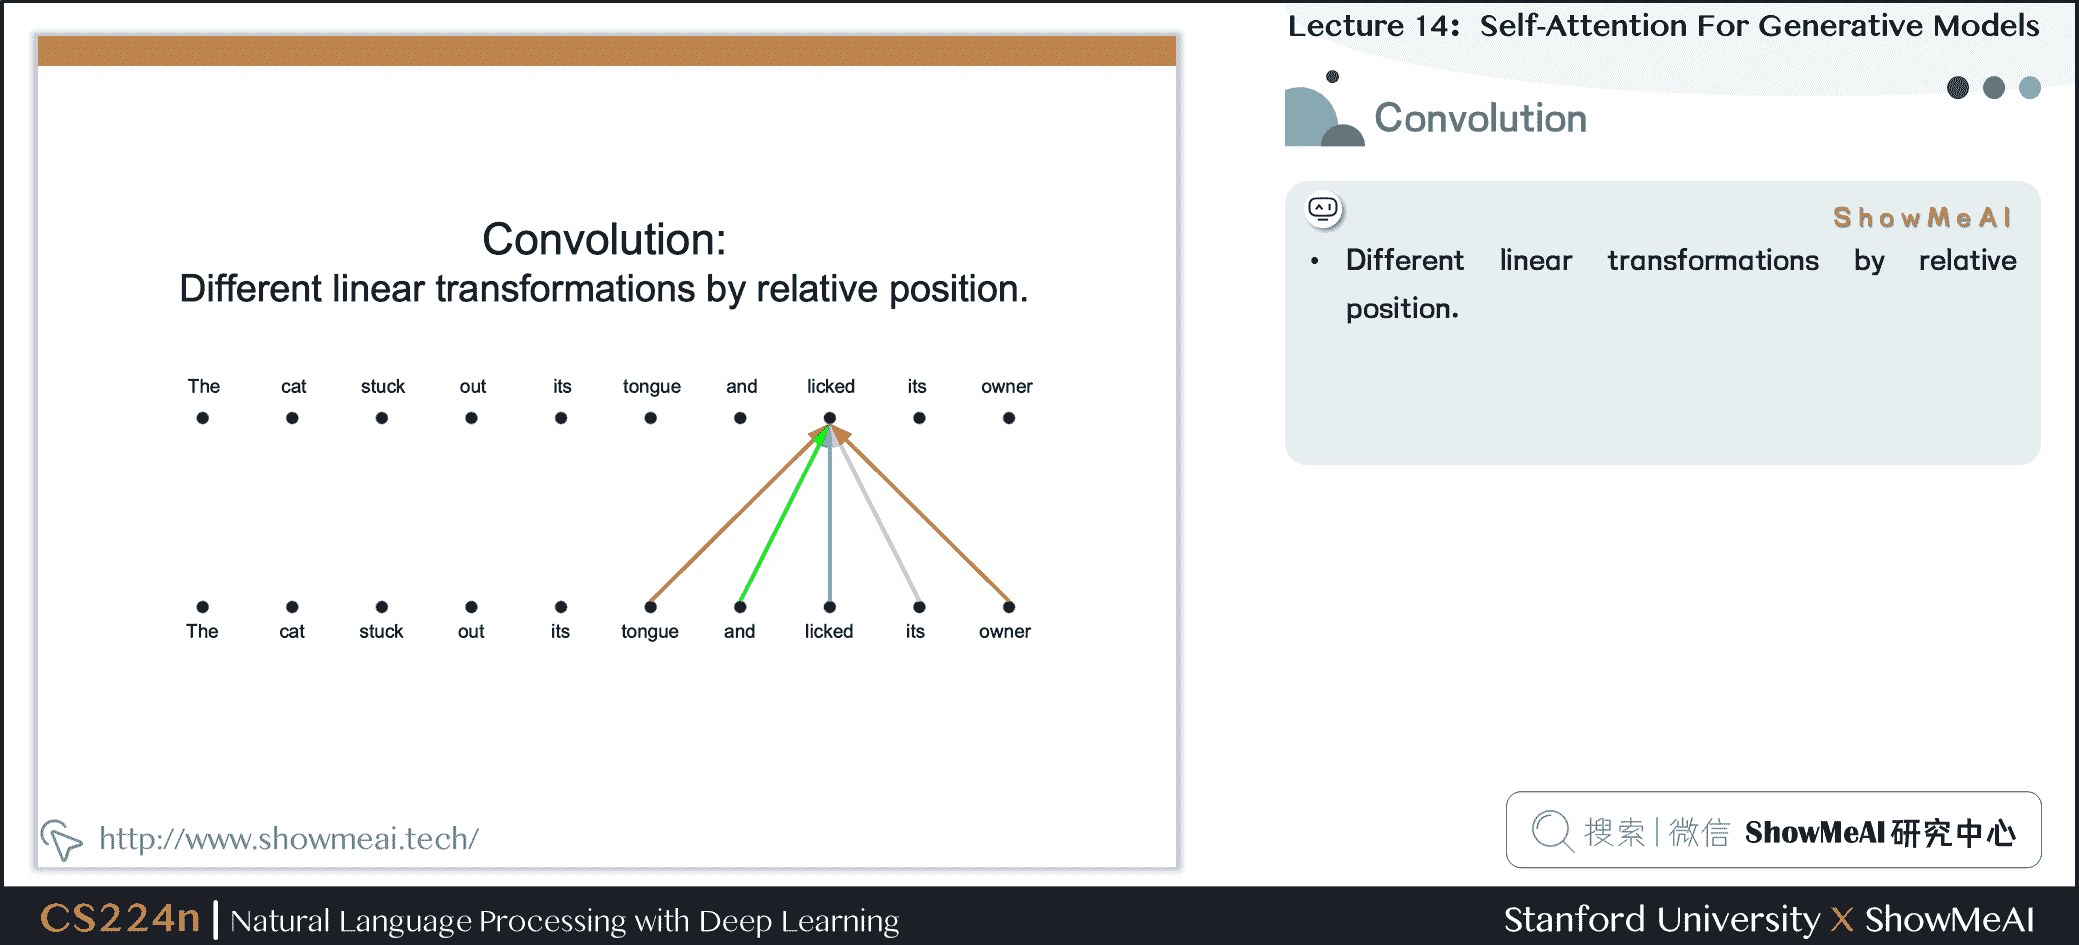 Lecture 14: Self-Attention For Generative Models
Convolution
ShowMeAI
• Different linear transformations by relative
position.
Convolution:
Different linear transformations by relative position.
The cat stuck out its tongue and licked its owner
The cat stuck out its tongue and licked its owner
http://www.showmeai.tech/
搜索 | 微信 ShowMeAI 研究中心
CS224n | Natural Language Processing with Deep Learning
Stanford University X ShowMeAI